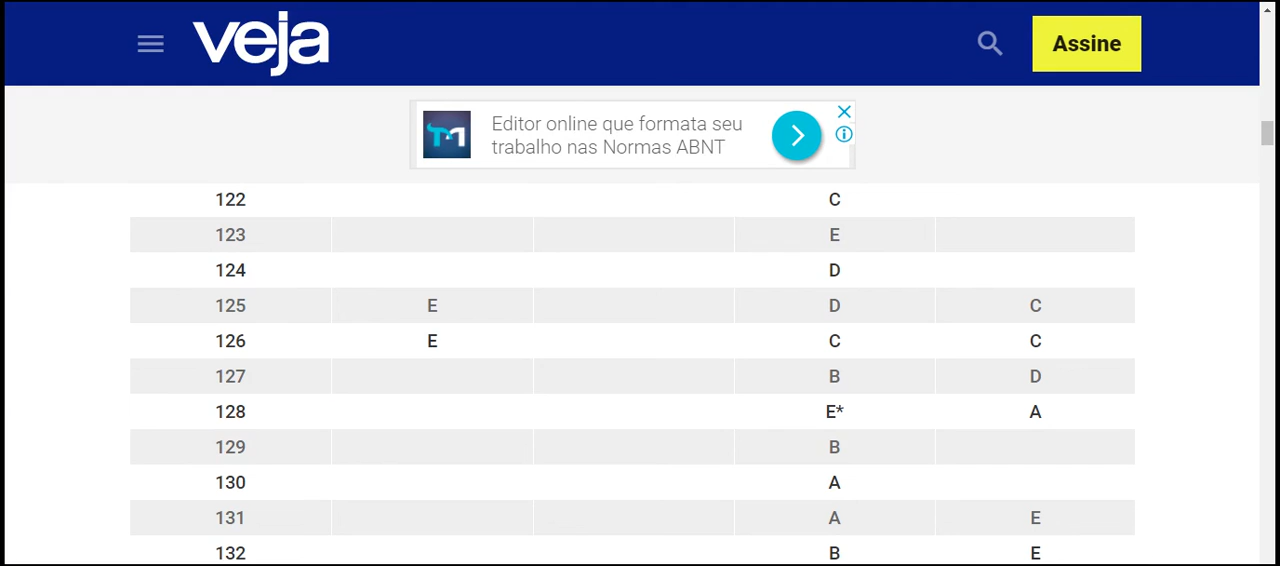 veja
Assine
Editor online que formata seu
trabalho nas Normas ABNT
122 C
123 E
124 D
125 E D C
126 E C C
127 B D
128 E* A
129 B
130 A
131 A E
132 B E